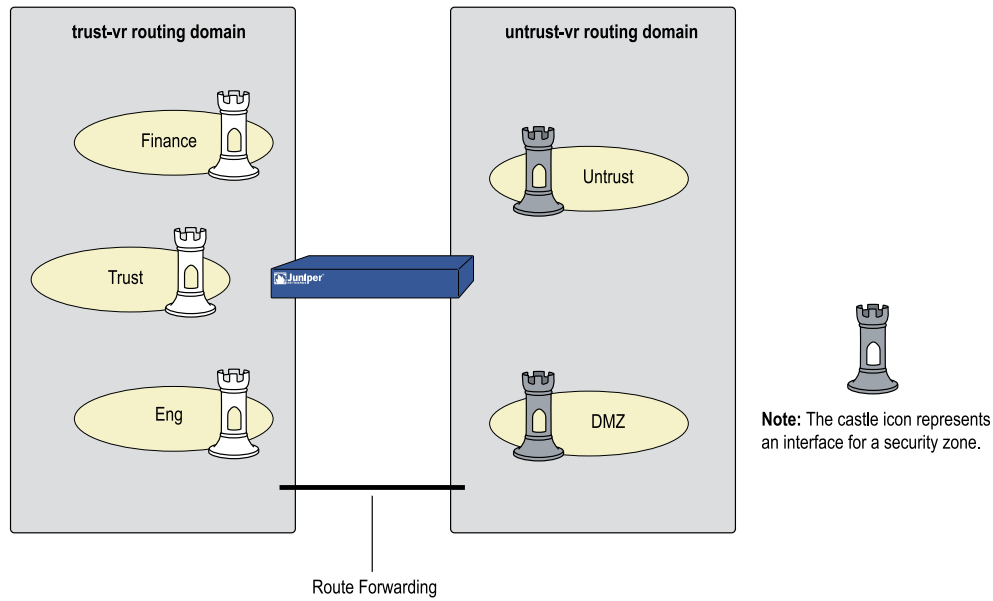 trust-vr routing domain
Finance
Trust
Eng
untrust-vr routing domain
Untrust
DMZ
Juniper
Note: The castle icon represents
an interface for a security zone.
Route Forwarding